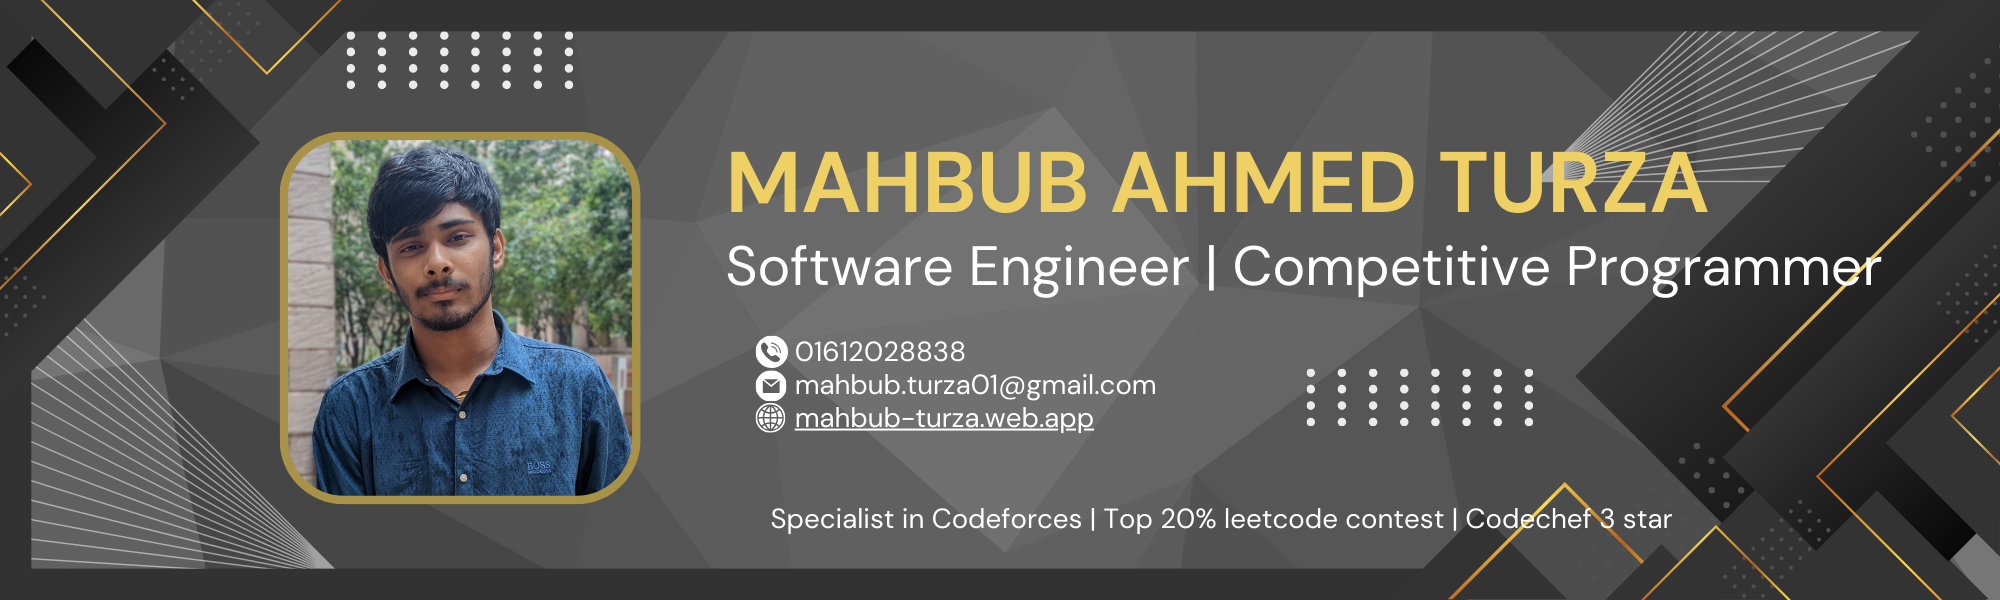 MAHBUB AHMED TURZA
Software Engineer | Competitive Programmer
01612028838
mahbub.turza01@gmail.com
mahbub-turza.web.app
BOSS
Specialist in Codeforces | Top 20% leetcode contest | Codechef 3 star